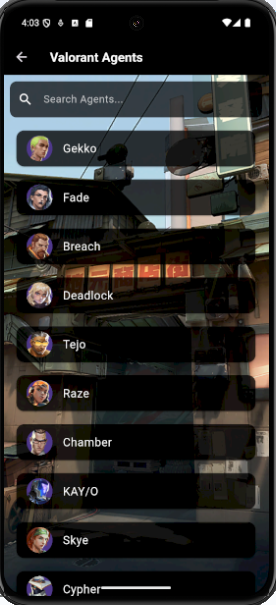 4:03
Valorant Agents
Search Agents...
Gekko
Fade
Breach
Deadlock
Tejo
Raze
Chamber
KAY/O
Skye
Cypher